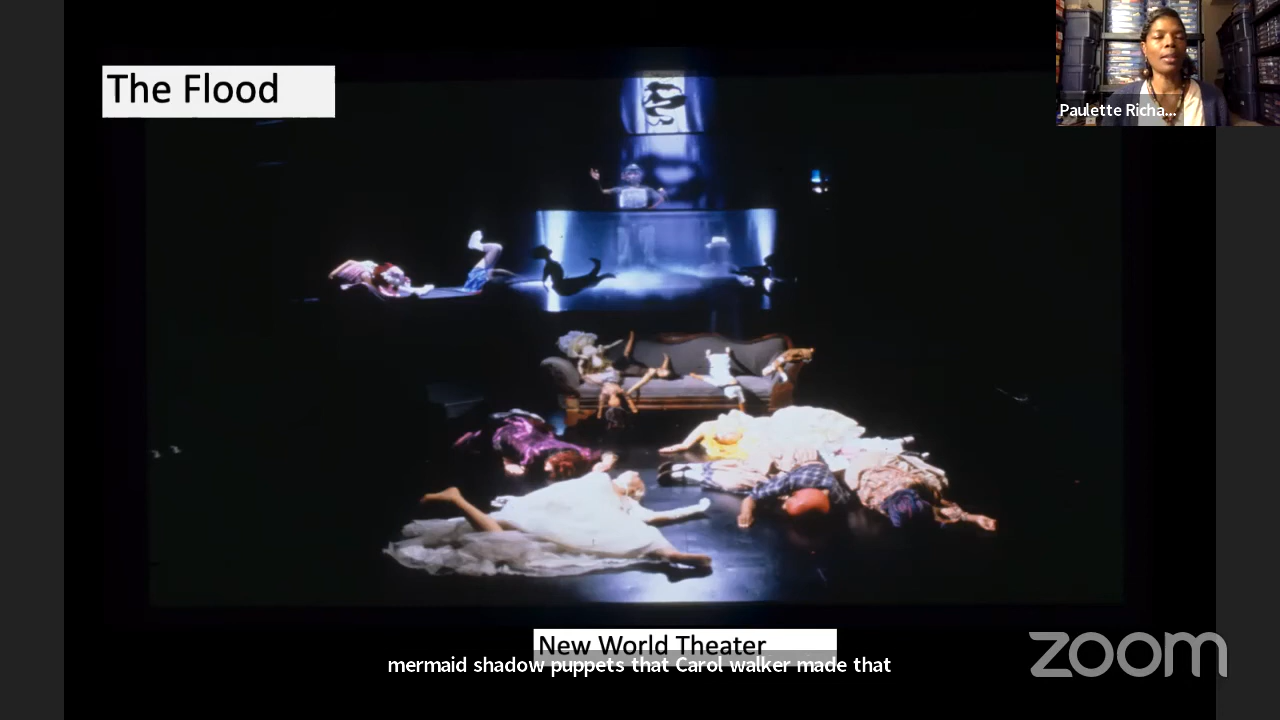 The Flood
Paulette Richa...
New World Theater
mermaid shadow puppets that Carol walker made that
zoom